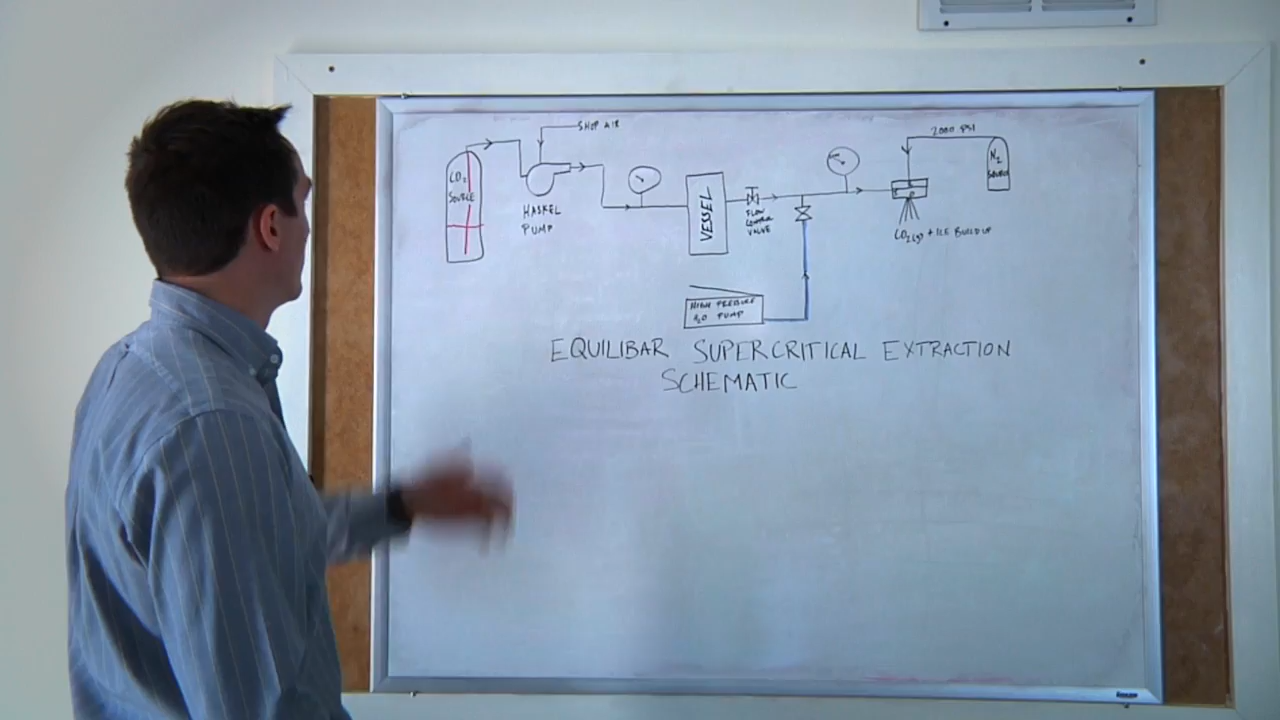 SHOP AIR
2000 PSI
CO2
SOURCE
N2
SOURCE
HASKEL
PUMP
VESSEL
FLOW
CONTROL
VALVE
CO2(g) + ICE BUILD UP
HIGH PRESSURE
H2O PUMP
EQUILIBAR SUPERCRITICAL EXTRACTION
SCHEMATIC